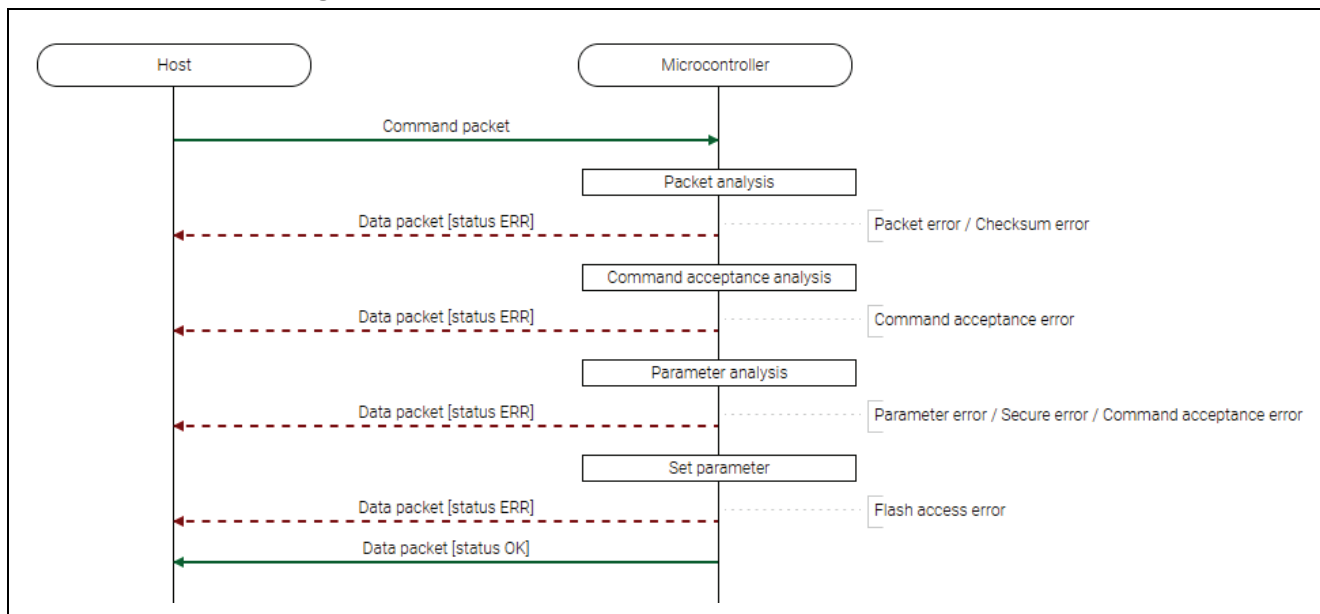 Host
Microcontroller
Command packet
Packet analysis
Data packet [status ERR]
Packet error / Checksum error
Command acceptance analysis
Data packet [status ERR]
Command acceptance error
Parameter analysis
Data packet [status ERR]
Parameter error / Secure error / Command acceptance error
Set parameter
Data packet [status ERR]
Flash access error
Data packet [status OK]